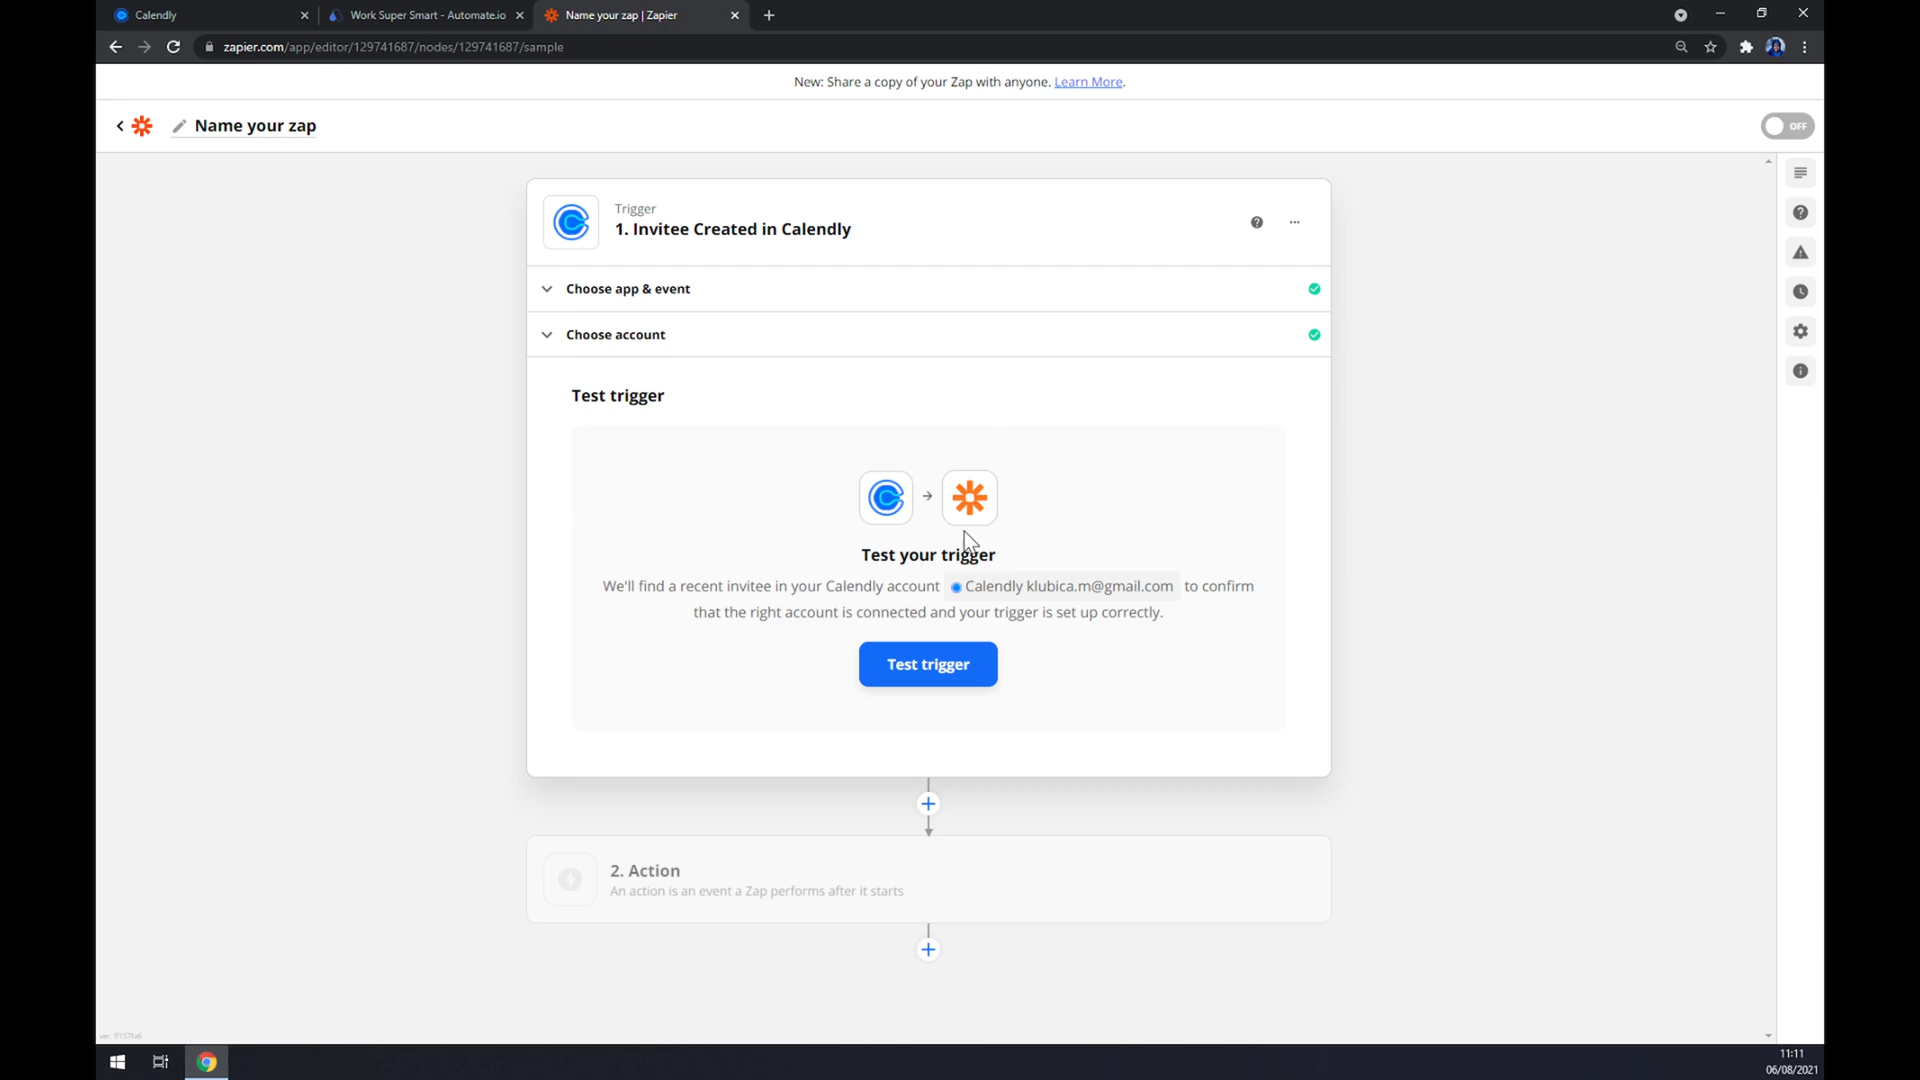 Calendly
Work Super Smart - Automate.io
Name your zap | Zapier
zapier.com/app/editor/129741687/nodes/129741687/sample
New: Share a copy of your Zap with anyone. Learn More.
Name your zap
OFF
Trigger
1. Invitee Created in Calendly
Choose app & event
Choose account
Test trigger
Test your trigger
We'll find a recent invitee in your Calendly account Calendly klubica.m@gmail.com to confirm
that the right account is connected and your trigger is set up correctly.
Test trigger
2. Action
An action is an event a Zap performs after it starts
11:11
06/08/2021